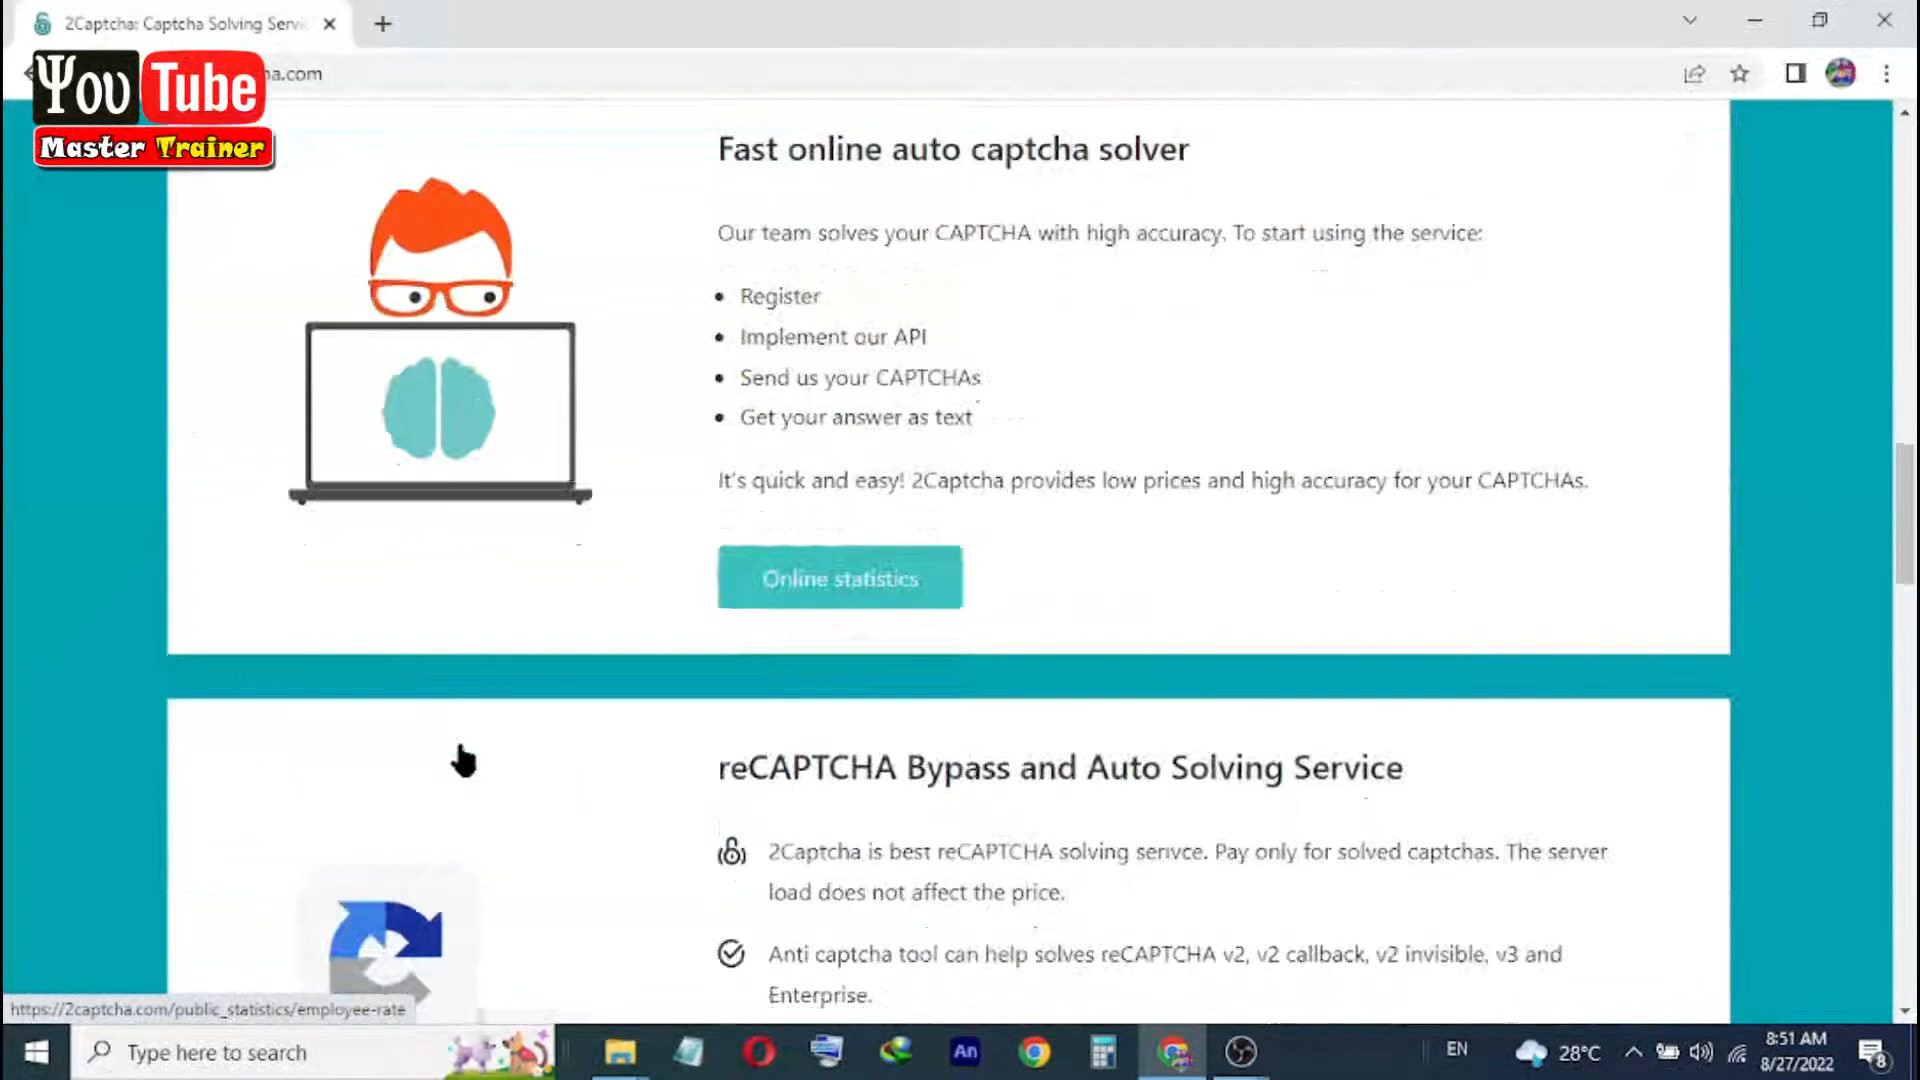 2Captcha: Captcha Solving Servi
You Tube
ha.com
Master Trainer
Fast online auto captcha solver
Our team solves your CAPTCHA with high accuracy. To start using the service:
Register
Implement our API
Send us your CAPTCHAs
Get your answer as text
It's quick and easy! 2Captcha provides low prices and high accuracy for your CAPTCHAs.
Online statistics
reCAPTCHA Bypass and Auto Solving Service
2Captcha is best reCAPTCHA solving serivce. Pay only for solved captchas. The server
load does not affect the price.
Anti captcha tool can help solves reCAPTCHA v2, v2 callback, v2 invisible, v3 and
Enterprise.
https://2captcha.com/public_statistics/employee-rate
Type here to search
An
EN
28°C
8:51 AM
8/27/2022
8